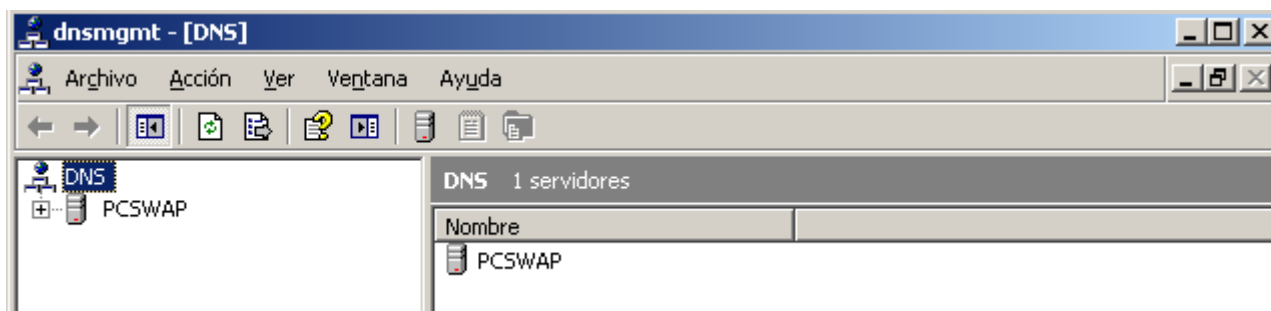 dnsmgmt - [DNS]
Archivo Acción Ver Ventana Ayuda
DNS
PCSWAP
DNS 1 servidores
Nombre
PCSWAP